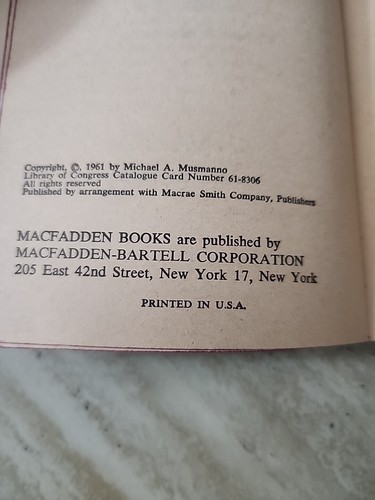 Copyright, ©, 1961 by Michael A. Musmanno
Library of Congress Catalogue Card Number 61-8306
All rights reserved
Published by arrangement with Macrae Smith Company, Publishers
MACFADDEN BOOKS are published by
MACFADDEN-BARTELL CORPORATION
205 East 42nd Street, New York 17, New York
PRINTED IN U.S.A.